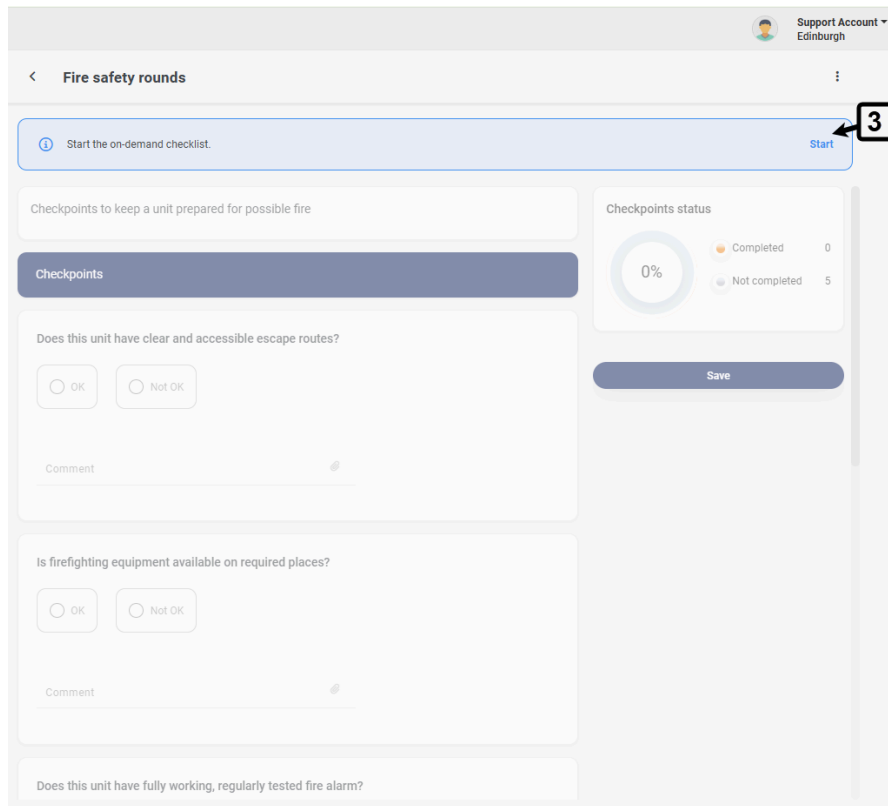 Support Account
Edinburgh
Fire safety rounds
3
Start the on-demand checklist.
Start
Checkpoints to keep a unit prepared for possible fire
Checkpoints status
0%
Completed 0
Not completed 5
Checkpoints
Save
Does this unit have clear and accessible escape routes?
OK
Not OK
Comment
Is firefighting equipment available on required places?
OK
Not OK
Comment
Does this unit have fully working, regularly tested fire alarm?